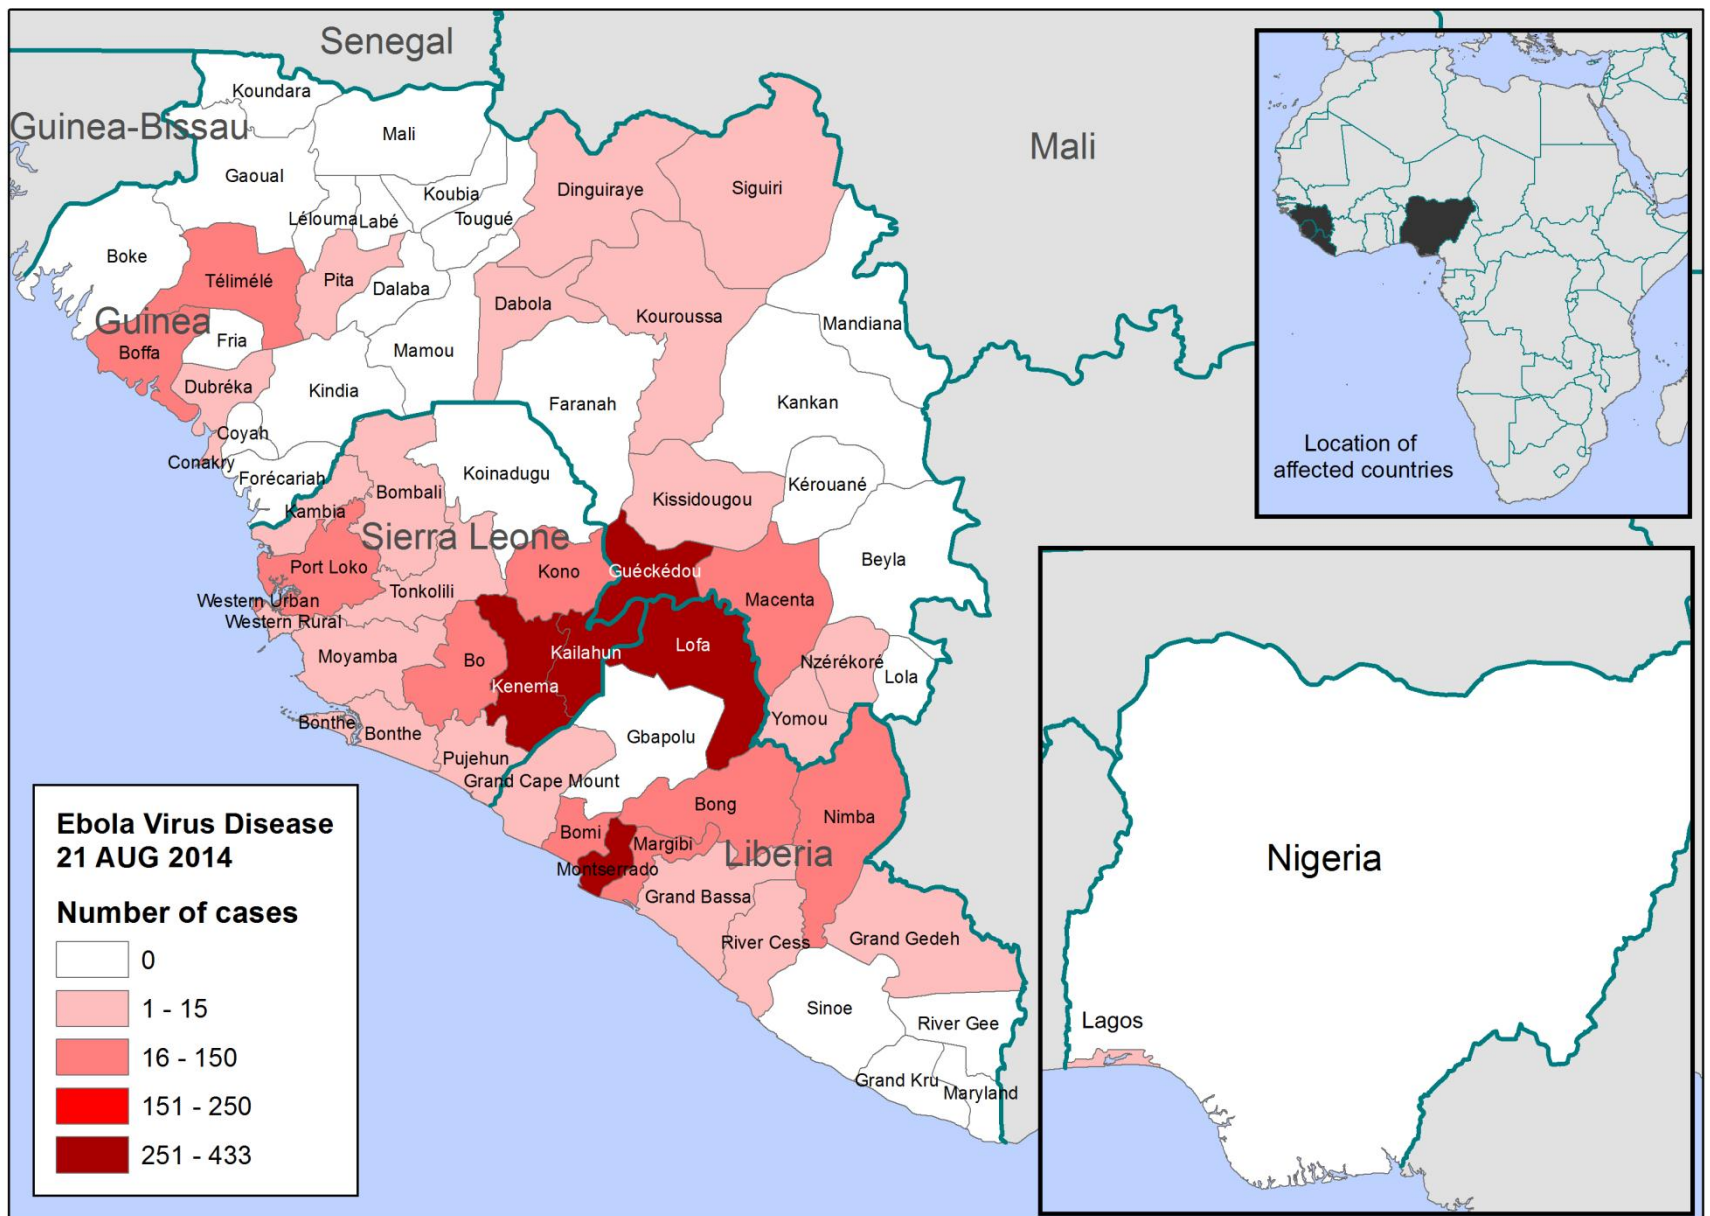 Senegal
Koundara
Guinea-Bissau
Mali
Mali
Gaoual
Koubia
Dinguiraye
Siguiri
Lélouma
Labé
Tougué
Boke
Télimélé
Pita
Dalaba
Dabola
Kouroussa
Mandiana
Guinea
Fria
Boffa
Mamou
Dubréka
Kindia
Faranah
Kankan
Coyah
Conakry
Forécariah
Koinadugu
Kérouané
Bombali
Kissidougou
Kambia
Sierra Leone
Beyla
Port Loko
Kono
Guéckédou
Tonkolili
Macenta
Western Urban
Western Rural
Moyamba
Bo
Kailahun
Lofa
Nzérékoré
Lola
Kenema
Bonthe
Bonthe
Yomou
Gbapolu
Pujehun
Grand Cape Mount
Bong
Nimba
Bomi
Margibi
Liberia
Montserrado
Grand Bassa
River Cess
Grand Gedeh
Sinoe
River Gee
Grand Kru
Maryland
Location of
affected countries
Nigeria
Lagos
Ebola Virus Disease
21 AUG 2014
Number of cases
0
1 - 15
16 - 150
151 - 250
251 - 433